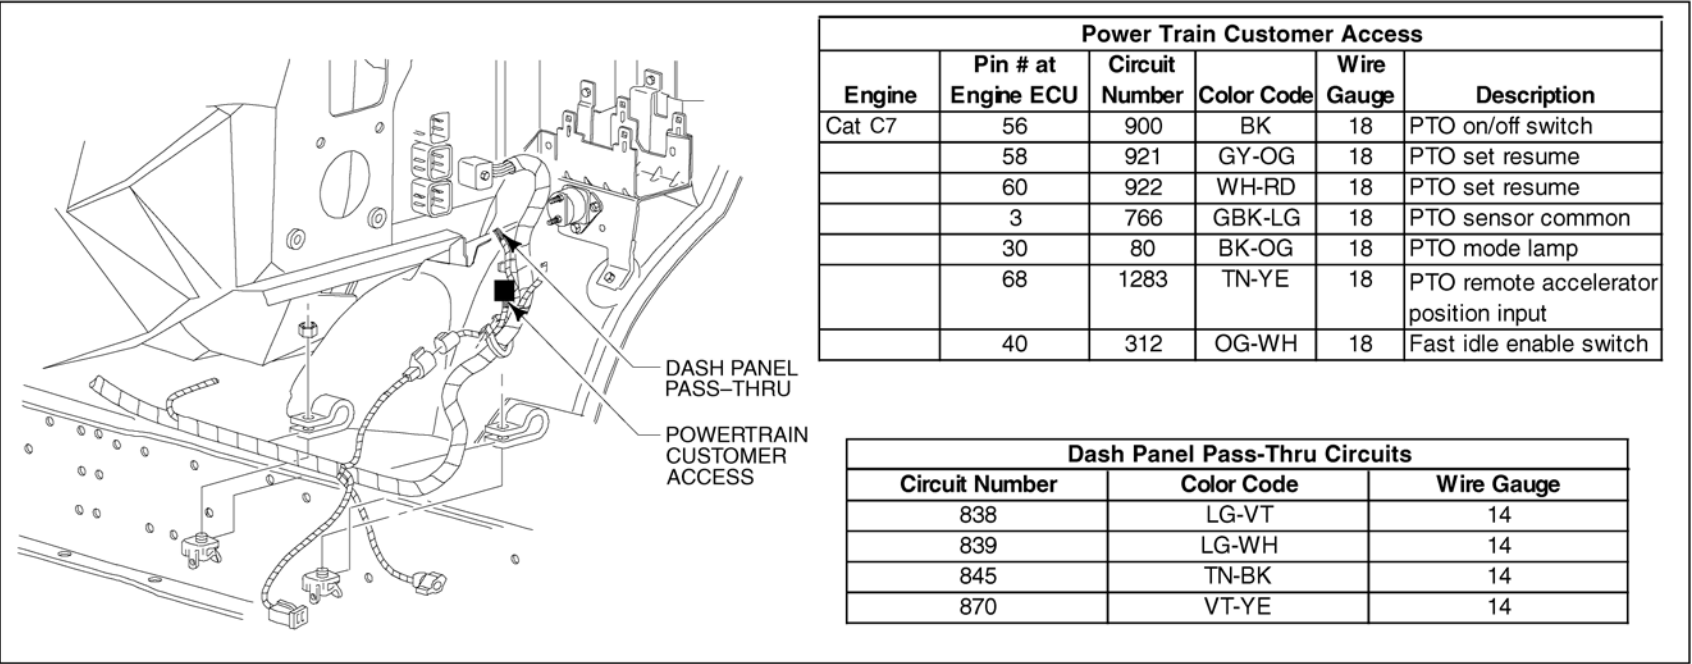 DASH PANEL
PASS–THRU
POWERTRAIN
CUSTOMER
ACCESS
Power Train Customer Access
Engine Pin # at Engine ECU Circuit Number Color Code Wire Gauge Description
Cat C7 56 900 BK 18 PTO on/off switch
58 921 GY-OG 18 PTO set resume
60 922 WH-RD 18 PTO set resume
3 766 GBK-LG 18 PTO sensor common
30 80 BK-OG 18 PTO mode lamp
68 1283 TN-YE 18 PTO remote accelerator
position input
40 312 OG-WH 18 Fast idle enable switch
Dash Panel Pass-Thru Circuits
Circuit Number Color Code Wire Gauge
838 LG-VT 14
839 LG-WH 14
845 TN-BK 14
870 VT-YE 14